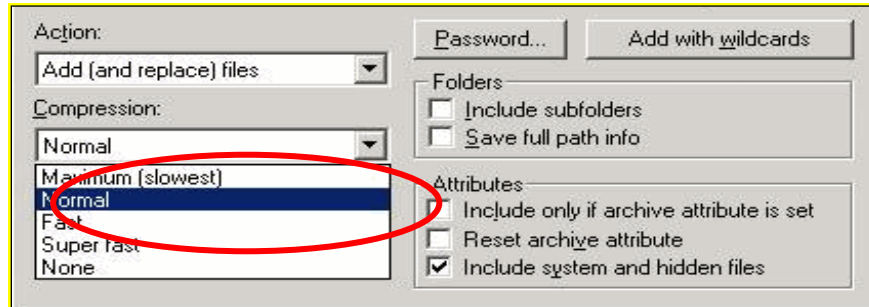 Action:
Add (and replace) files
Compression:
Normal
Maximum (slowest)
Normal
Fast
Super fast
None
Password...
Add with wildcards
Folders
Include subfolders
Save full path info
Attributes
Include only if archive attribute is set
Reset archive attribute
Include system and hidden files